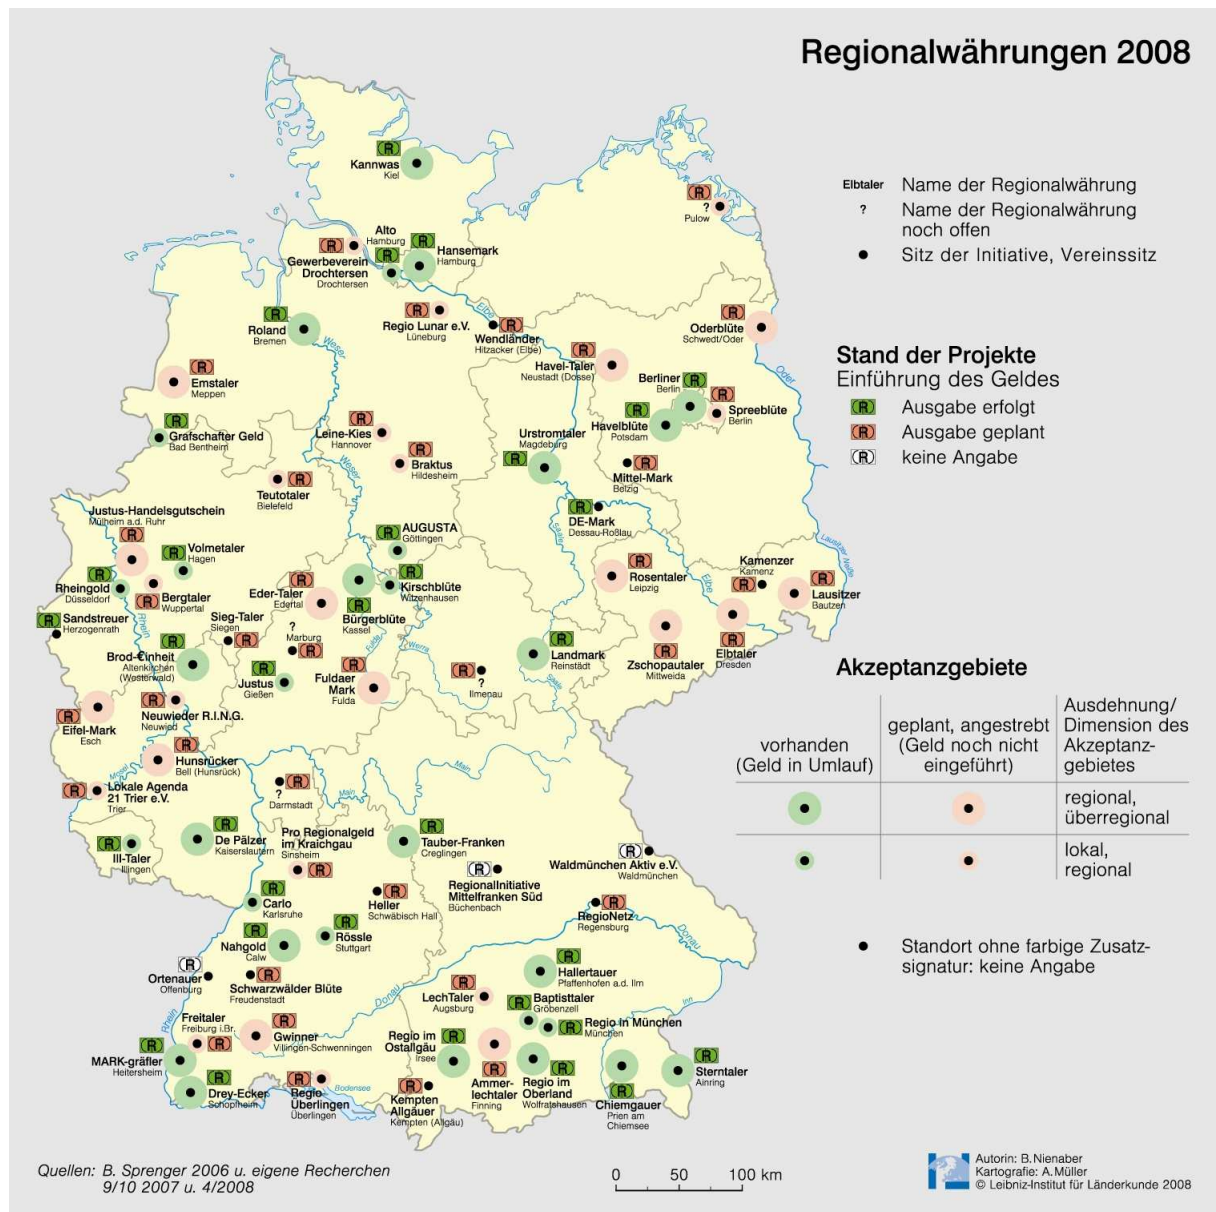 Regionalwährungen 2008
Elbtaler Name der Regionalwährung
? Name der Regionalwährung
noch offen
Sitz der Initiative, Vereinssitz
Stand der Projekte
Einführung des Geldes
R Ausgabe erfolgt
R Ausgabe geplant
R keine Angabe
Akzeptanzgebiete
vorhanden
(Geld in Umlauf)
geplant, angestrebt
(Geld noch nicht
eingeführt)
Ausdehnung/
Dimension des
Akzeptanz-
gebietes
regional,
überregional
lokal,
regional
Standort ohne farbige Zusatz-
signatur: keine Angabe
R
Kannwas
Kiel
R
?
Pulow
Alto
Hamburg
R
R
Hansemark
Hamburg
R
Gewerbeverein
Drochtersen
Drochtersen
R
Roland
Bremen
R
Regio Lunar e.V.
Lüneburg
Elbe
R
Wendländer
Hitzacker (Elbe)
R
Oderblüte
Schwedt/Oder
Weser
R
Havel-Taler
Neustadt (Dosse)
Oder
R
Emstaler
Meppen
Berliner R
Berlin
R
Spreeblüte
Berlin
R
Havelblüte
Potsdam
R
Grafschafter Geld
Bad Bentheim
R
Leine-Kies
Hannover
R
Braktus
Hildesheim
Urstromtaler
Magdeburg
R
R
Mittel-Mark
Belzig
Weser
R
Teutotaler
Bielefeld
Justus-Handelsgutschein
Mülheim a.d. Ruhr
R
R
DE-Mark
Dessau-Roßlau
Saale
R
AUGUSTA
Göttingen
R
Volmetaler
Hagen
R
Rheingold
Düsseldorf
R
Bergtaler
Wuppertal
R
Eder-Taler
Edertal
R
Bürgerblüte
Kassel
R
Kirschblüte
Witzenhausen
R
Rosentaler
Leipzig
Elbe
Kamenzer
Kamenz
R
R
Lausitzer
Bautzen
Lausitzer Neiße
R
Sandstreuer
Herzogenrath
Rhein
Sieg-Taler
Siegen
R
?
Marburg
R
Fulda
Werra
R
Brod-€inheit
Altenkirchen
(Westerwald)
R
Justus
Gießen
R
Fuldaer
Mark
Fulda
R
?
Ilmenau
R
Landmark
Reinstädt
Saale
R
Zschopautaler
Mittweida
R
Elbtaler
Dresden
R
Eifel-Mark
Esch
R
Neuwieder R.I.N.G.
Neuwied
R
Hunsrücker
Bell (Hunsrück)
Mosel
R
Lokale Agenda
21 Trier e.V.
Trier
R
?
Darmstadt
Main
Main
R
Ill-Taler
Illingen
R
De Pälzer
Kaiserslautern
Pro Regionalgeld
im Kraichgau
Sinsheim
R
R
Tauber-Franken
Creglingen
R
Waldmünchen Aktiv e.V.
Waldmünchen
R
RegionalInitiative
Mittelfranken Süd
Büchenbach
R
Carlo
Karlsruhe
R
Heller
Schwäbisch Hall
R
RegioNetz
Regensburg
Donau
R
Nahgold
Calw
R
Rössle
Stuttgart
R
Ortenauer
Offenburg
R
Schwarzwälder Blüte
Freudenstadt
R
Hallertauer
Pfaffenhofen a.d. Ilm
R
LechTaler
Augsburg
Donau
R
Baptisttaler
Gröbenzell
R
Regio in München
München
Inn
Rhein
Freitaler
Freiburg i.Br.
R
R
Gwinner
Villingen-Schwenningen
R
MARK-gräfler
Heitersheim
R
Drey-Ecker
Schopfheim
R
Regio
Überlingen
Überlingen
Bodensee
R
Regio im
Ostallgäu
Irsee
R
Kempten
Allgäuer
Kempten (Allgäu)
R
Ammer-
lechtaler
Finning
R
Regio im
Oberland
Wolfratshausen
R
Chiemgauer
Prien am
Chiemsee
R
Sterntaler
Ainring
Quellen: B. Sprenger 2006 u. eigene Recherchen
9/10 2007 u. 4/2008
0 50 100 km
Autorin: B.Nienaber
Kartografie: A.Müller
© Leibniz-Institut für Länderkunde 2008